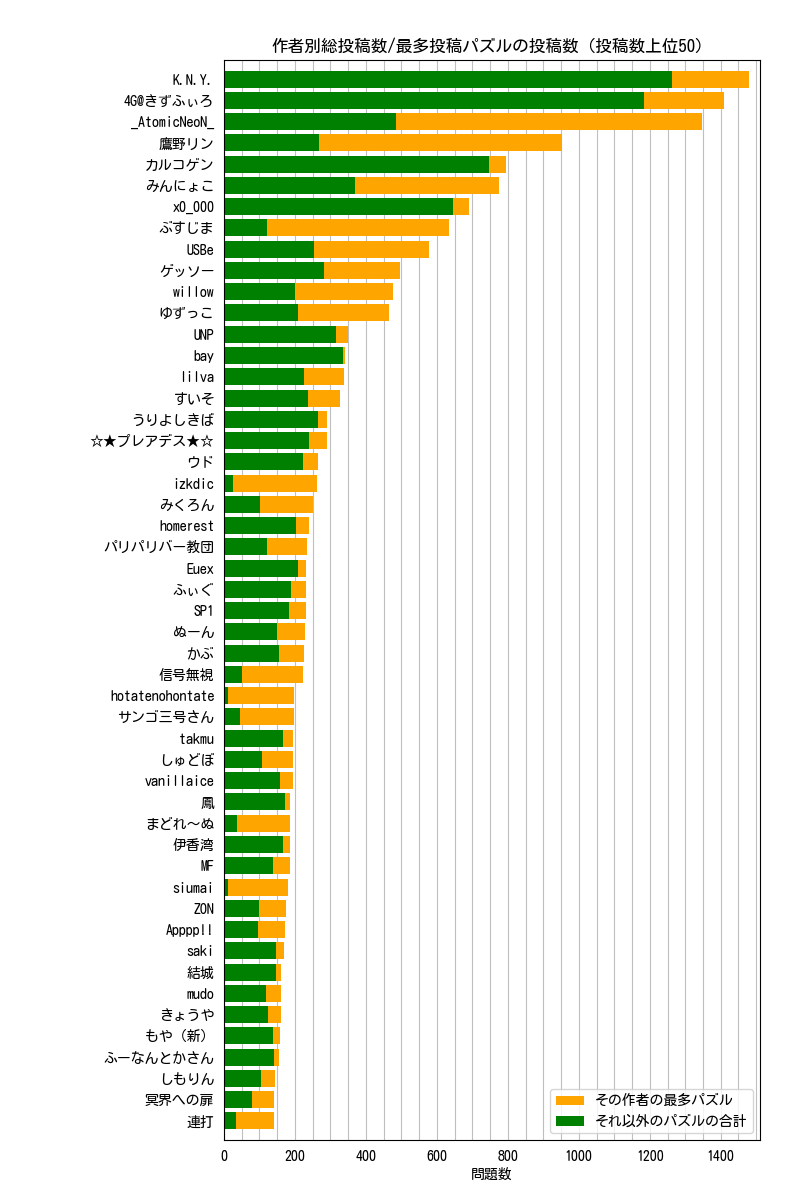 作者別総投稿数/最多投稿パズルの投稿数（投稿数上位50）
K.N.Y.
4G@きずふぃろ
_AtomicNeoN_
鷹野リン
カルコゲン
みんにょこ
x0_000
ぶすじま
USBe
ゲッソー
willow
ゆずっこ
UNP
bay
lilva
すいそ
うりよしきば
☆★プレアデス★☆
ウド
izkdic
みくろん
homerest
パリパリバー教団
Euex
ふぃぐ
SP1
ぬーん
かぶ
信号無視
hotatenohontate
サンゴ三号さん
takmu
しゅどぼ
vanillaice
鳳
まどれ～ぬ
伊香湾
MF
siumai
ZON
Appppll
saki
結城
mudo
きょうや
もや（新）
ふーなんとかさん
しもりん
冥界への扉
連打
その作者の最多パズル
それ以外のパズルの合計
0 200 400 600 800 1000 1200 1400
問題数